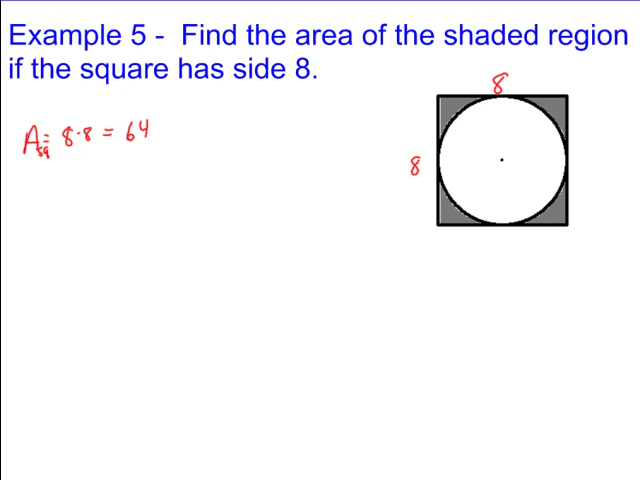 Example 5 - Find the area of the shaded region
if the square has side 8.
8
A sq = 8·8 = 64
8